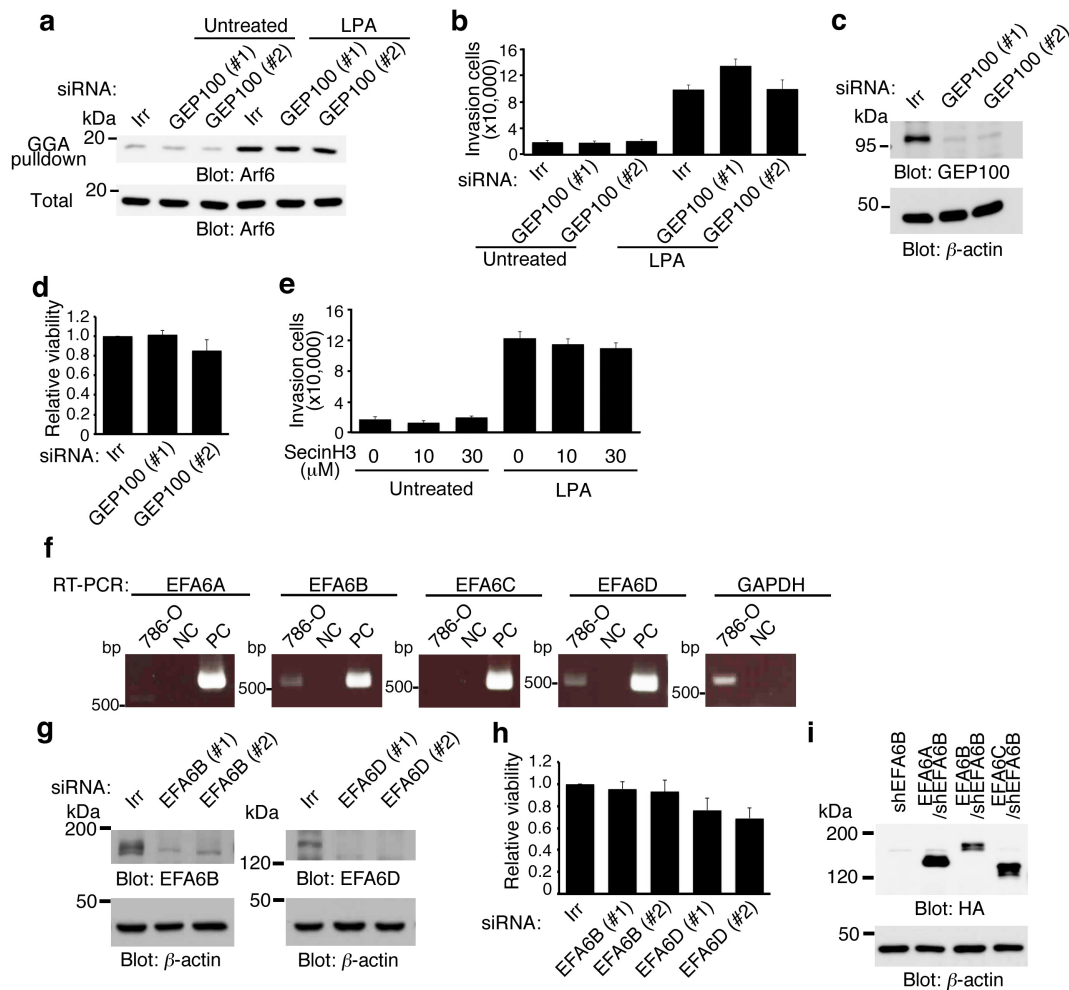 a
Untreated
LPA
siRNA:
Irr
GEP100 (#1)
GEP100 (#2)
Irr
GEP100 (#1)
GEP100 (#2)
kDa
20
GGA
pulldown
Blot: Arf6
20
Total
Blot: Arf6
b
Invasion cells
(x10,000)
16
12
8
4
0
siRNA:
Irr
GEP100 (#1)
GEP100 (#2)
Irr
GEP100 (#1)
GEP100 (#2)
Untreated
LPA
c
siRNA:
Irr
GEP100 (#1)
GEP100 (#2)
kDa
95
Blot: GEP100
50
Blot: β-actin
d
Relative viability
1.2
1.0
0.8
0.6
0.4
0.2
0
siRNA:
Irr
GEP100 (#1)
GEP100 (#2)
e
Invasion cells
(x10,000)
16
12
8
4
0
SecinH3
(μM)
0 10 30 0 10 30
Untreated
LPA
f
RT-PCR:
EFA6A
EFA6B
EFA6C
EFA6D
GAPDH
bp
786-O NC PC
500
bp
786-O NC PC
500
bp
786-O NC PC
500
bp
786-O NC PC
500
bp
786-O NC
500
g
siRNA:
Irr
EFA6B (#1)
EFA6B (#2)
kDa
200
Blot: EFA6B
50
Blot: β-actin
Irr
EFA6D (#1)
EFA6D (#2)
kDa
120
Blot: EFA6D
50
Blot: β-actin
h
Relative viability
1.2
1.0
0.8
0.6
0.4
0.2
0
siRNA:
Irr
EFA6B (#1)
EFA6B (#2)
EFA6D (#1)
EFA6D (#2)
i
shEFA6B
EFA6A
/shEFA6B
EFA6B
/shEFA6B
EFA6C
/shEFA6B
kDa
200
120
Blot: HA
50
Blot: β-actin